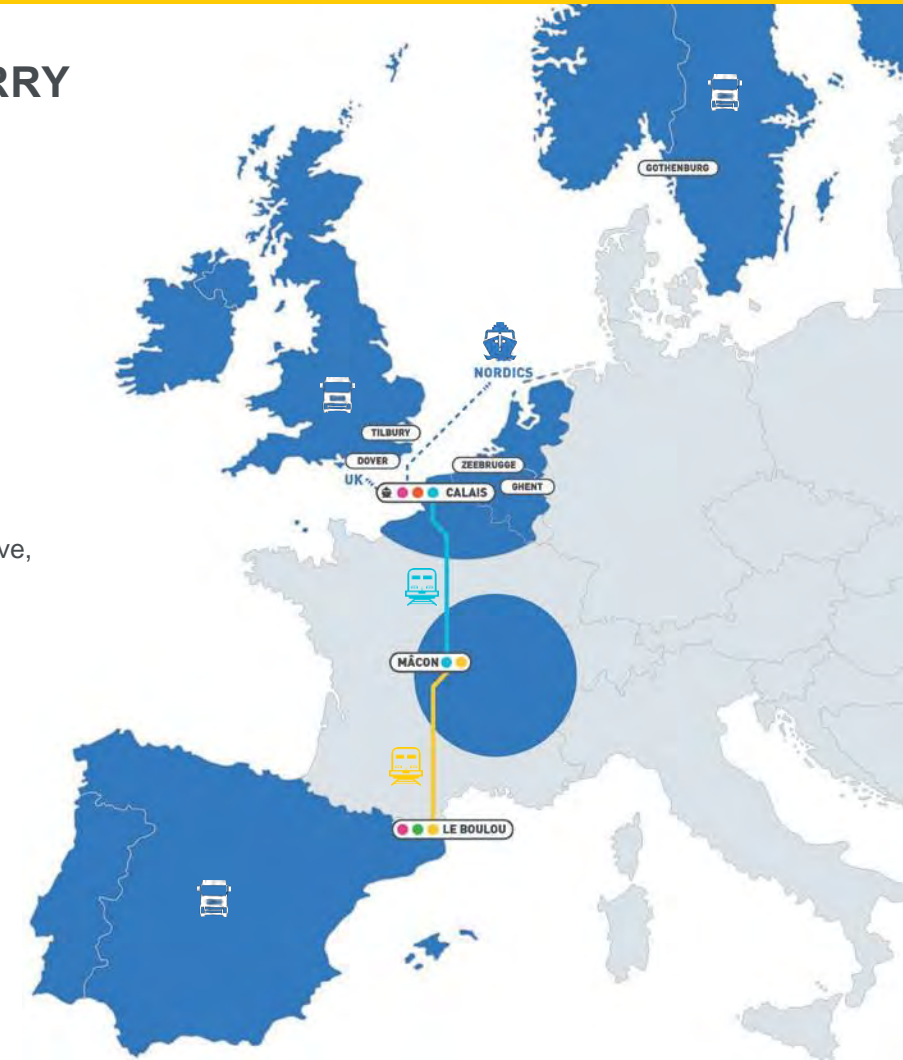 RRY
GOTHENBURG
NORDICS
TILBURY
DOVER
ZEEBRUGGE
UK
CALAIS
GHENT
ve,
MÂCON
LE BOULOU